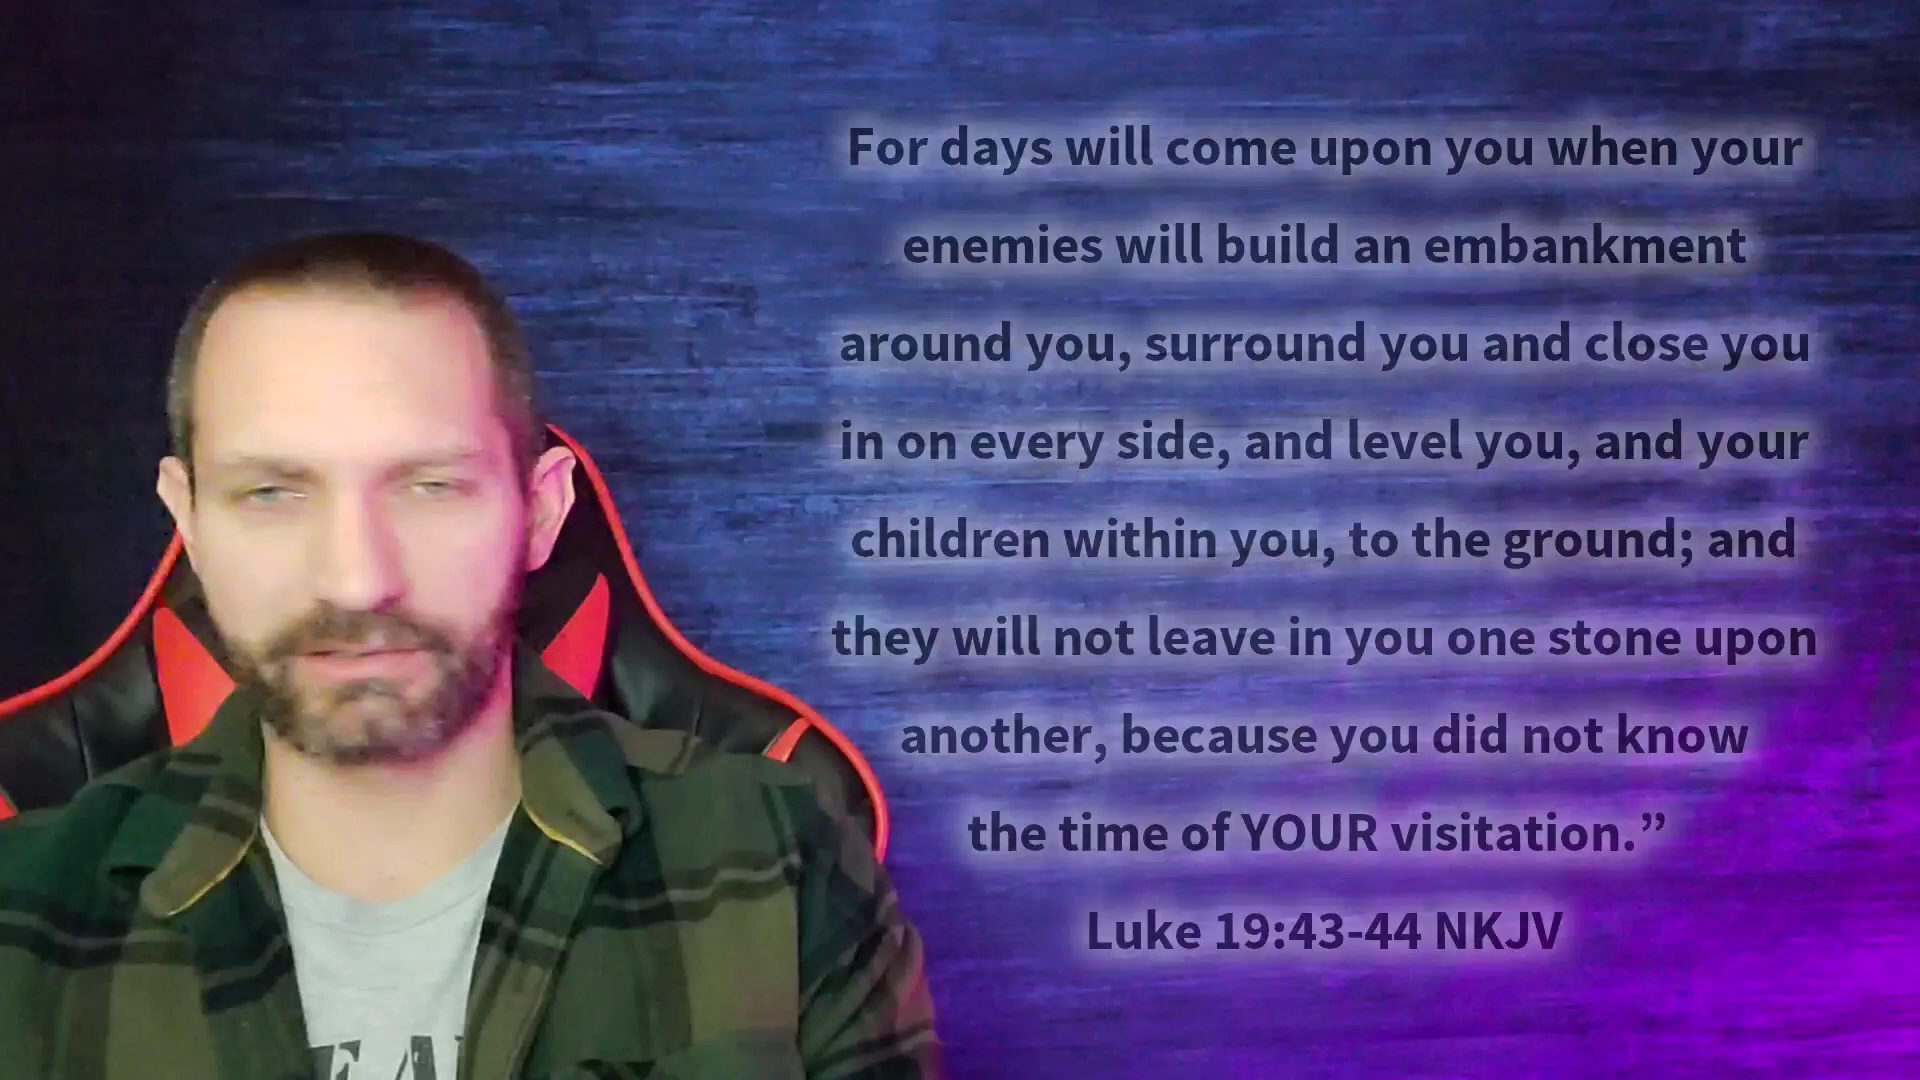 For days will come upon you when your
enemies will build an embankment
around you, surround you and close you
in on every side, and level you, and your
children within you, to the ground; and
they will not leave in you one stone upon
another, because you did not know
the time of YOUR visitation.”
Luke 19:43-44 NKJV